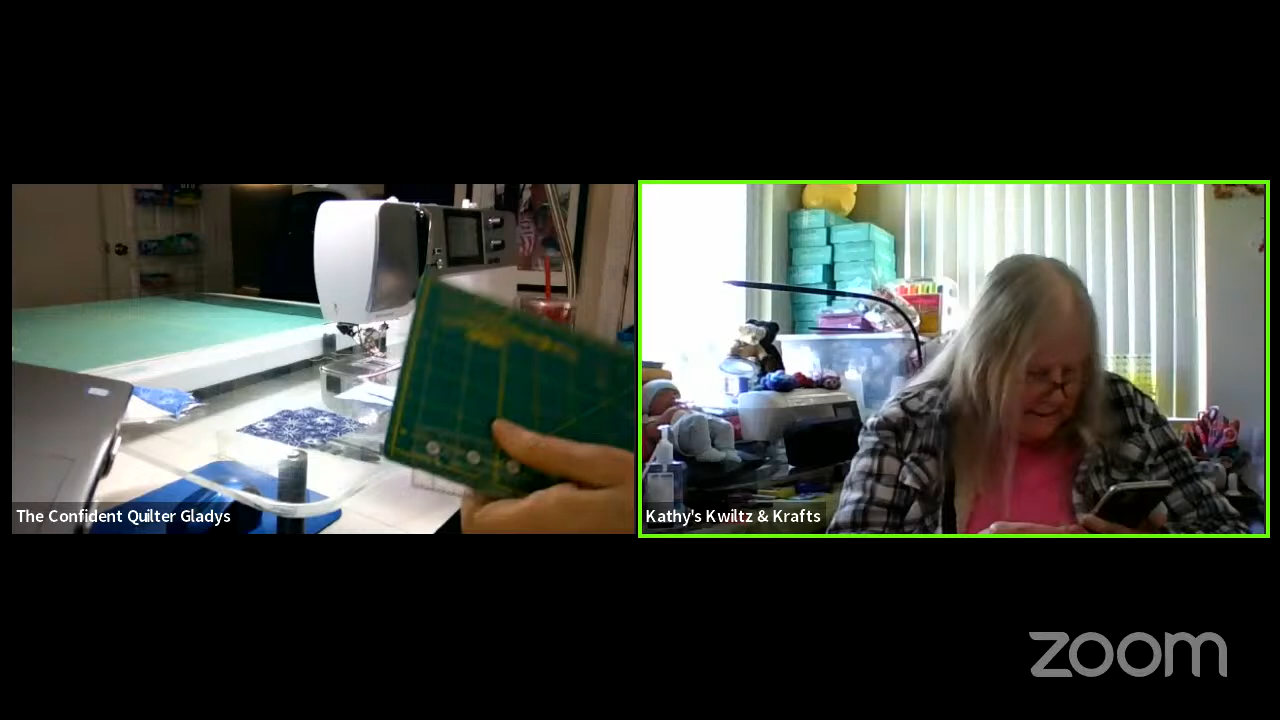 The Confident Quilter Gladys
Kathy's Kwiltz & Krafts
zoom